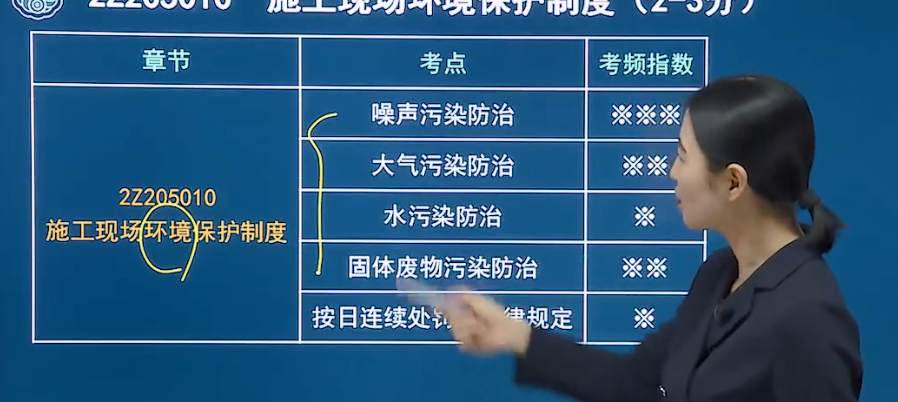 2Z205010 施工现场环境保护制度（2-3分）
章节 考点 考频指数
噪声污染防治 ※※※
大气污染防治 ※※
2Z205010
施工现场环境保护制度
水污染防治 ※
固体废物污染防治 ※※
按日连续处罚 律规定 ※